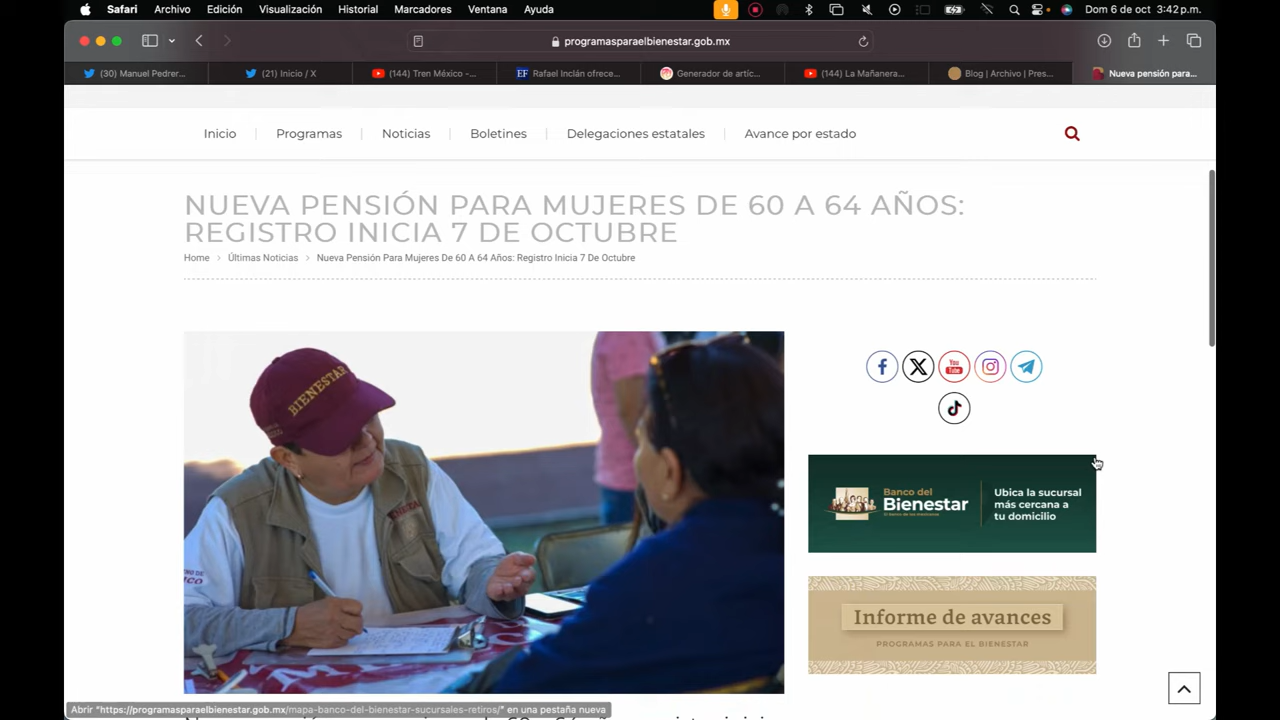 Safari Archivo Edición Visualización Historial Marcadores Ventana Ayuda Dom 6 de oct 3:42 p.m.
programasparaelbienestar.gob.mx
(30) Manuel Pedrer... (21) Inicio / X (144) Tren México -... EF Rafael Inclán ofrece... Generador de artíc... (144) La Mañanera... Blog | Archivo | Pres... Nueva pensión para...
Inicio Programas Noticias Boletines Delegaciones estatales Avance por estado
NUEVA PENSIÓN PARA MUJERES DE 60 A 64 AÑOS:
REGISTRO INICIA 7 DE OCTUBRE
Home > Últimas Noticias > Nueva Pensión Para Mujeres De 60 A 64 Años: Registro Inicia 7 De Octubre
BIENESTAR
You
Tube
Banco del
Bienestar
Ubica la sucursal
más cercana a
tu domicilio
Informe de avances
PROGRAMAS PARA EL BIENESTAR
Abrir "https://programasparaelbienestar.gob.mx/mapa-banco-del-bienestar-sucursales-retiros/" en una pestaña nueva